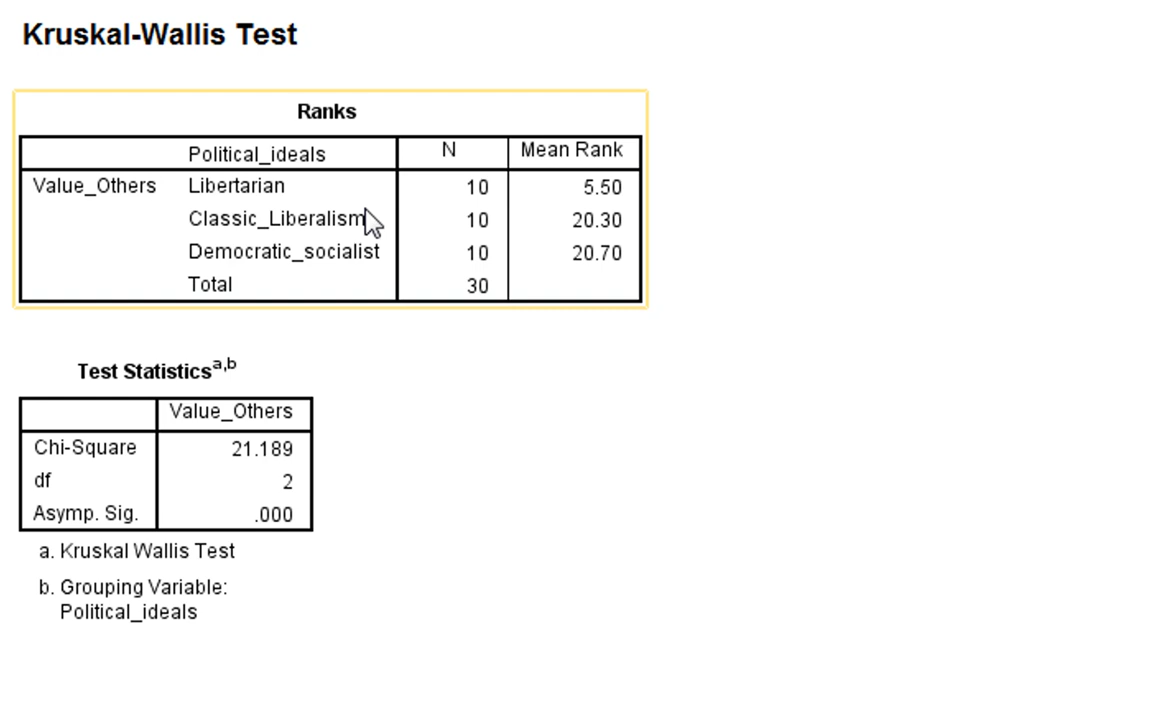 Kruskal-Wallis Test
Ranks
Political_ideals N Mean Rank
Value_Others Libertarian 10 5.50
Classic_Liberalism 10 20.30
Democratic_socialist 10 20.70
Total 30
Test Statisticsa,b
Value_Others
Chi-Square 21.189
df 2
Asymp. Sig. .000
a. Kruskal Wallis Test
b. Grouping Variable:
Political_ideals